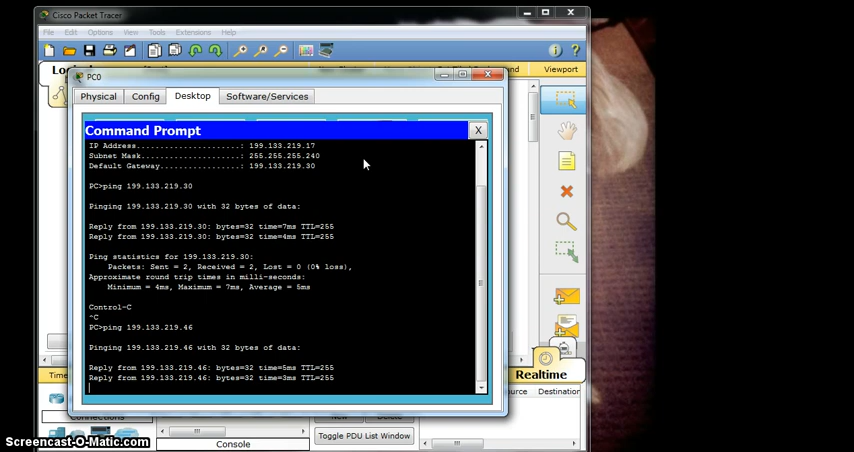 Cisco Packet Tracer
File Edit Options View Tools Extensions Help
Viewport
PC0
Physical Config Desktop Software/Services
Command Prompt
X
IP Address......................: 199.133.219.17
Subnet Mask.....................: 255.255.255.240
Default Gateway.................: 199.133.219.30
PC>ping 199.133.219.30
Pinging 199.133.219.30 with 32 bytes of data:
Reply from 199.133.219.30: bytes=32 time=7ms TTL=255
Reply from 199.133.219.30: bytes=32 time=4ms TTL=255
Ping statistics for 199.133.219.30:
Packets: Sent = 2, Received = 2, Lost = 0 (0% loss),
Approximate round trip times in milli-seconds:
Minimum = 4ms, Maximum = 7ms, Average = 5ms
Control-C
^C
PC>ping 199.133.219.46
Pinging 199.133.219.46 with 32 bytes of data:
Reply from 199.133.219.46: bytes=32 time=5ms TTL=255
Reply from 199.133.219.46: bytes=32 time=3ms TTL=255
Realtime
Time
Destination
Connections
Toggle PDU List Window
Console
Screencast-O-Matic.com